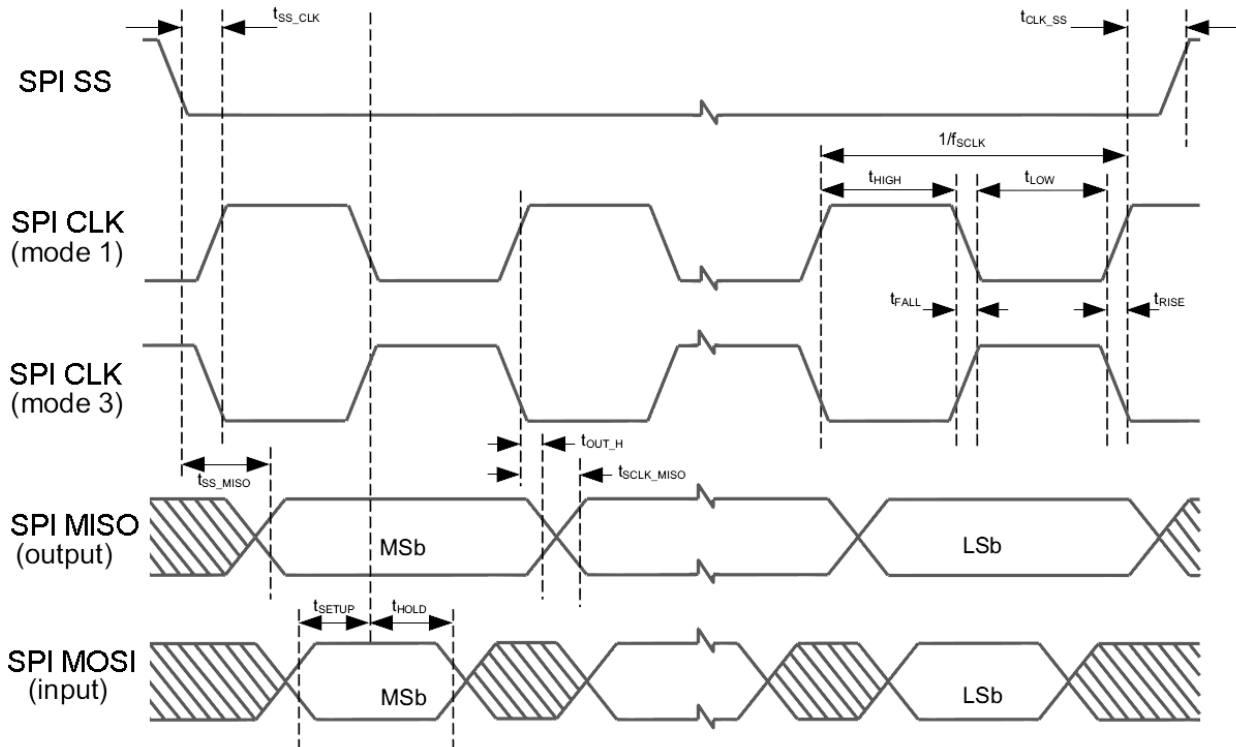 tSS_CLK
tCLK_SS
SPI SS
1/fSCLK
tHIGH
tLOW
SPI CLK
(mode 1)
tFALL
tRISE
SPI CLK
(mode 3)
tOUT_H
tSS_MISO
tSCLK_MISO
SPI MISO
(output)
MSb
LSb
tSETUP
tHOLD
SPI MOSI
(input)
MSb
LSb